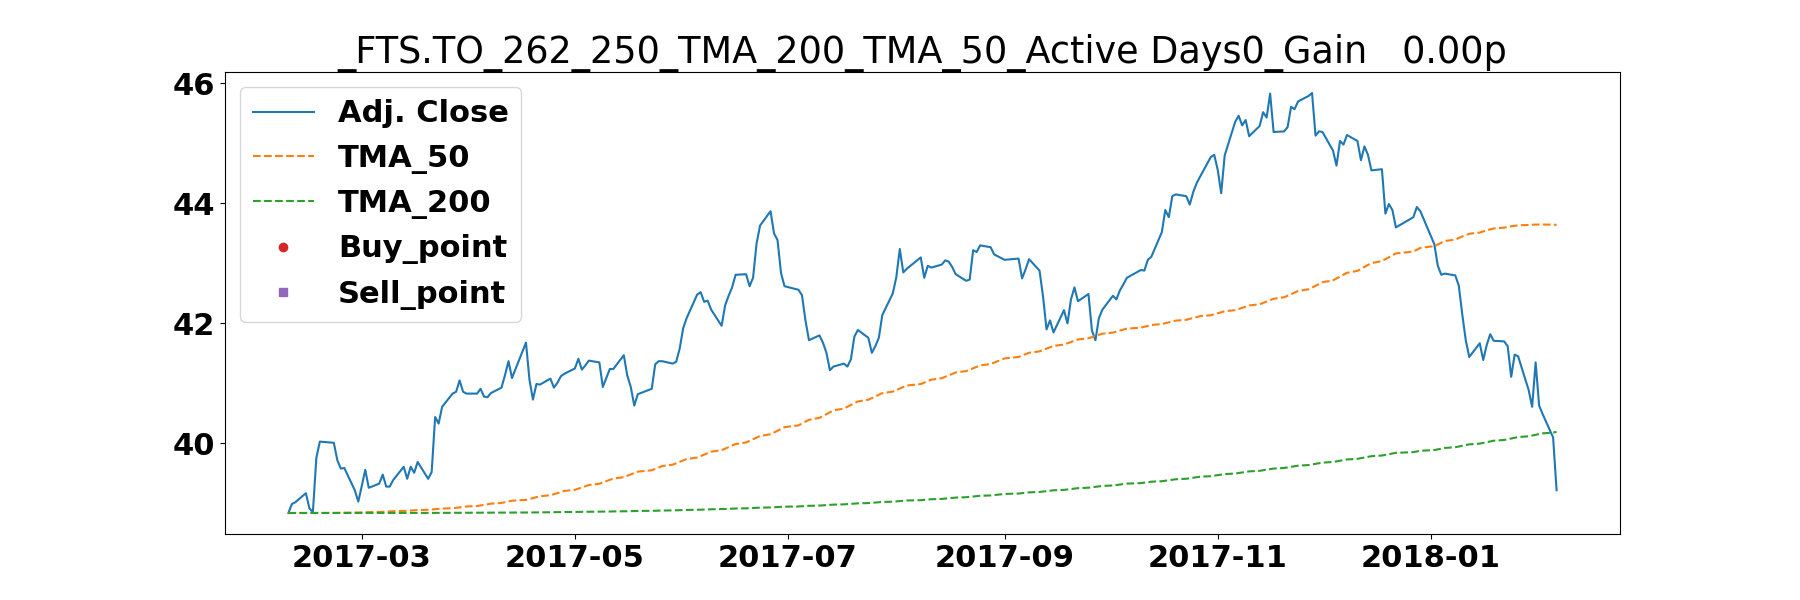 _FTS.TO_262_250_TMA_200_TMA_50_Active Days0_Gain   0.00p
46
44
42
40
Adj. Close
TMA_50
TMA_200
Buy_point
Sell_point
2017-03 2017-05 2017-07 2017-09 2017-11 2018-01